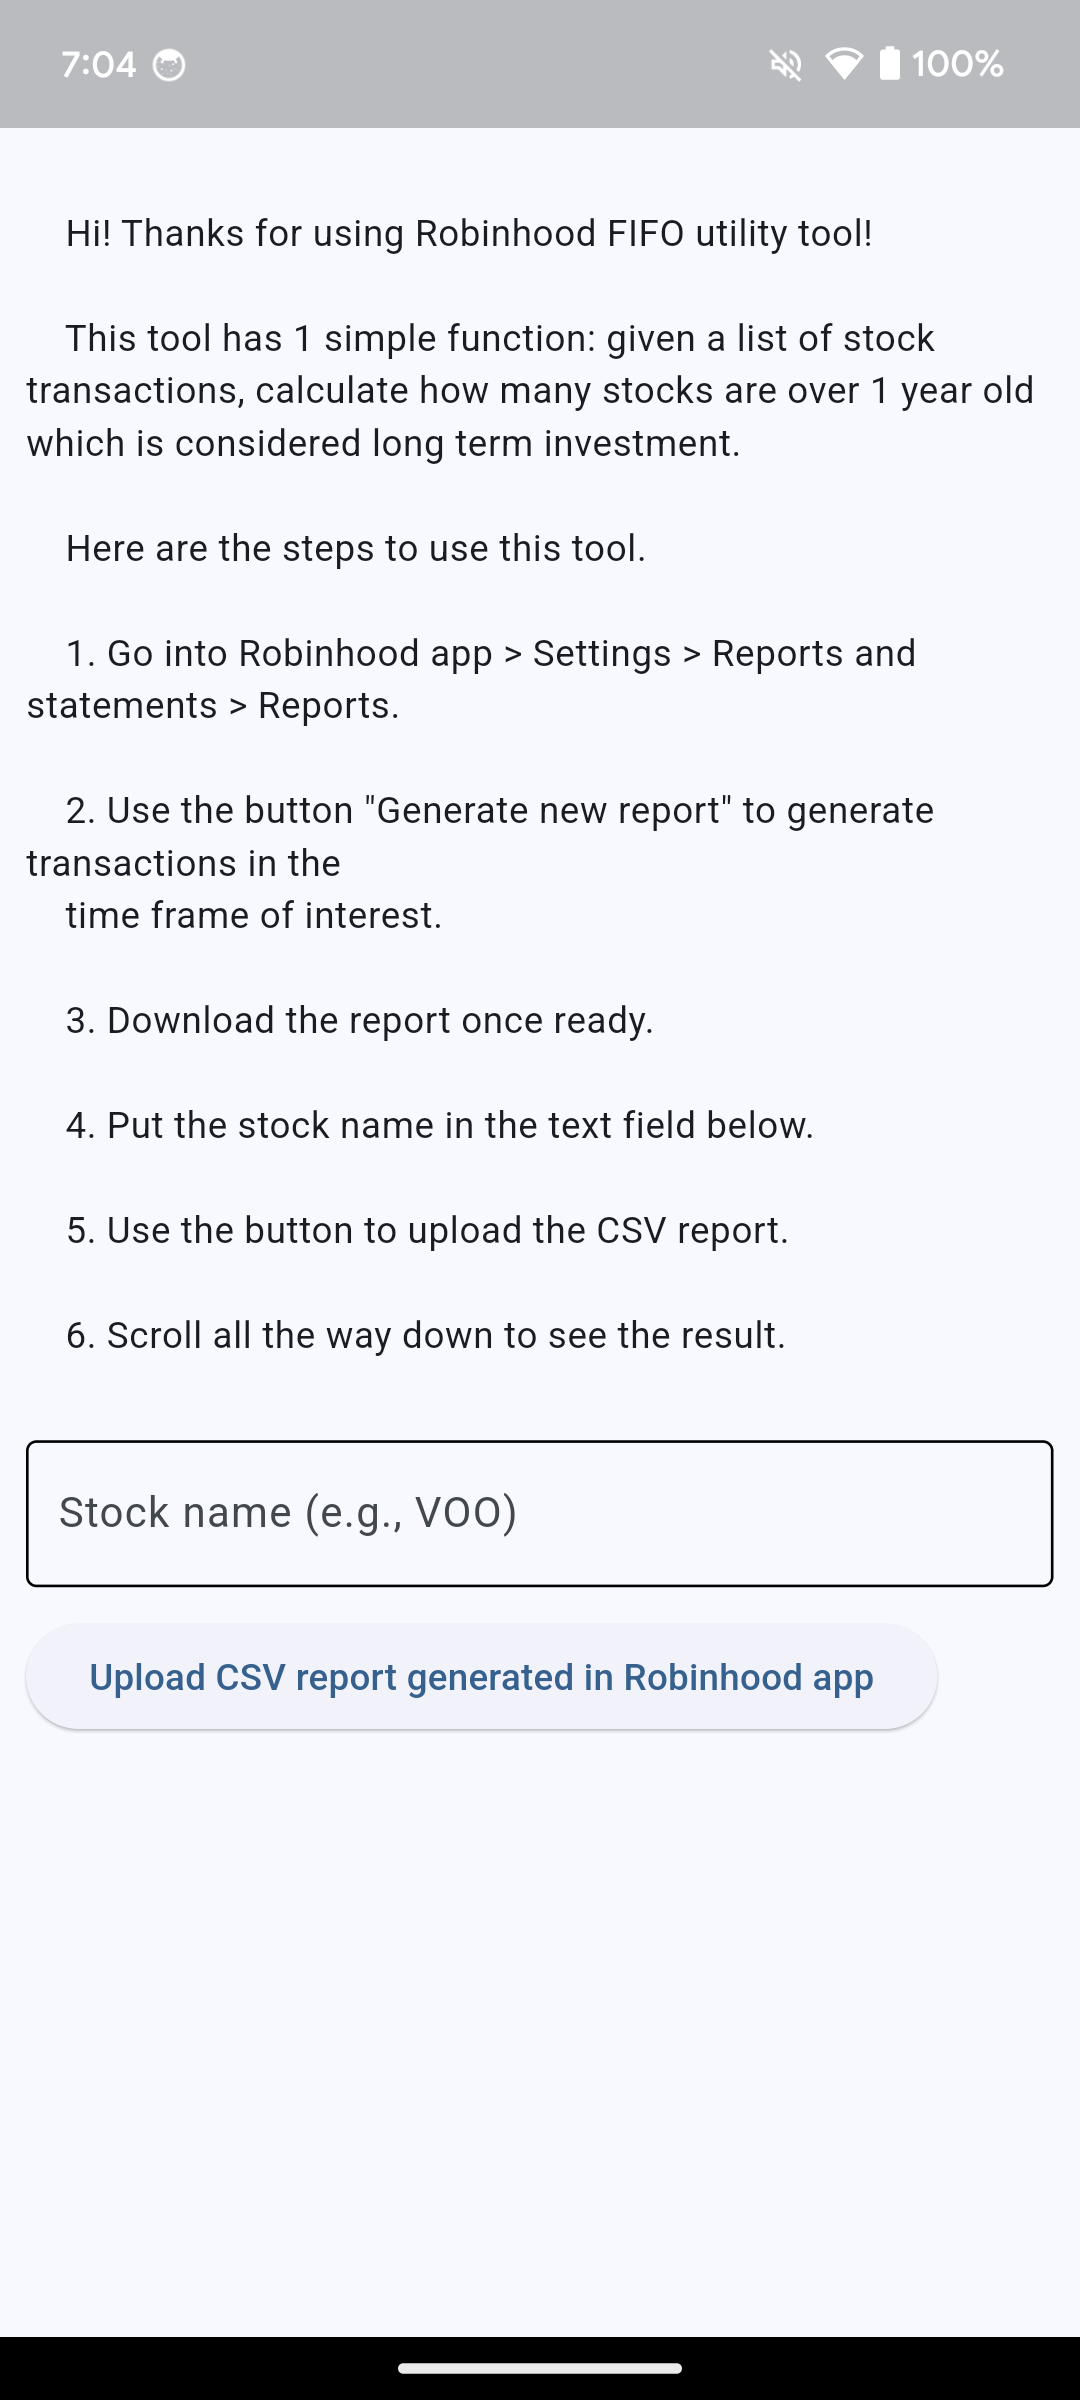 7:04
100%
Hi! Thanks for using Robinhood FIFO utility tool!
This tool has 1 simple function: given a list of stock
transactions, calculate how many stocks are over 1 year old
which is considered long term investment.
Here are the steps to use this tool.
1. Go into Robinhood app > Settings > Reports and
statements > Reports.
2. Use the button "Generate new report" to generate
transactions in the
time frame of interest.
3. Download the report once ready.
4. Put the stock name in the text field below.
5. Use the button to upload the CSV report.
6. Scroll all the way down to see the result.
Stock name (e.g., VOO)
Upload CSV report generated in Robinhood app